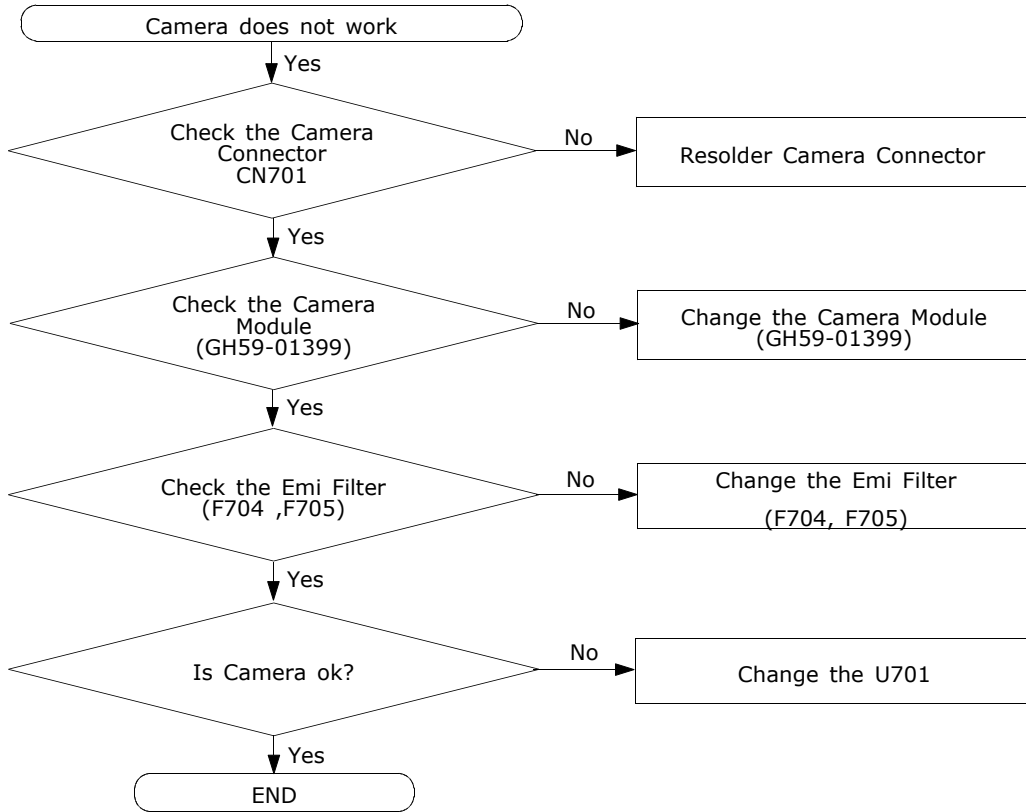 Camera does not work
Yes
Check the Camera
Connector
CN701
No
Resolder Camera Connector
Yes
Check the Camera
Module
(GH59-01399)
No
Change the Camera Module
(GH59-01399)
Yes
Check the Emi Filter
(F704 ,F705)
No
Change the Emi Filter
(F704, F705)
Yes
Is Camera ok?
No
Change the U701
Yes
END